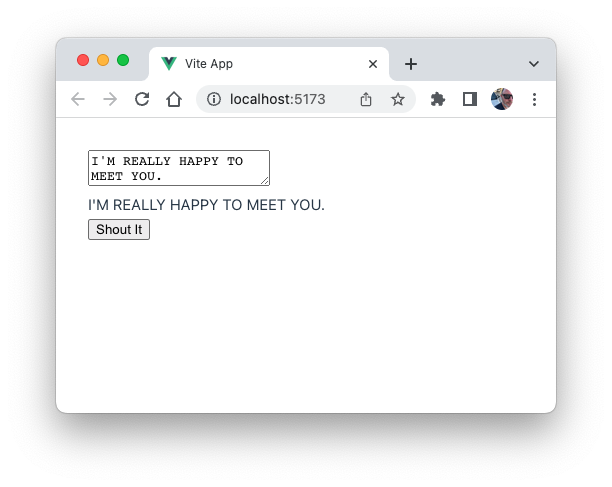 Vite App
localhost:5173
I'M REALLY HAPPY TO
MEET YOU.
I'M REALLY HAPPY TO MEET YOU.
Shout It